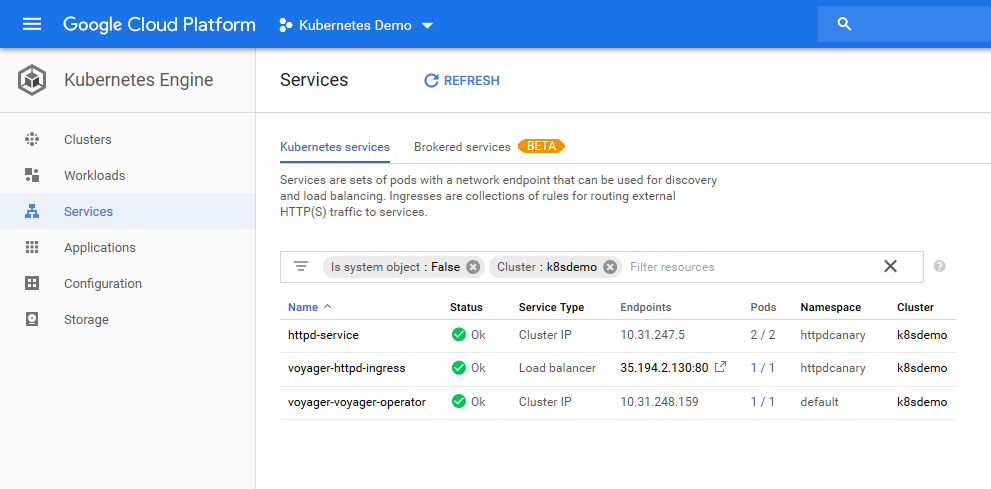 Google Cloud Platform Kubernetes Demo
Kubernetes Engine
Clusters
Workloads
Services
Applications
Configuration
Storage
Services REFRESH
Kubernetes services Brokered services BETA
Services are sets of pods with a network endpoint that can be used for discovery
and load balancing. Ingresses are collections of rules for routing external
HTTP(S) traffic to services.
Is system object : False Cluster : k8sdemo Filter resources
Name Status Service Type Endpoints Pods Namespace Cluster
httpd-service Ok Cluster IP 10.31.247.5 2 / 2 httpdcanary k8sdemo
voyager-httpd-ingress Ok Load balancer 35.194.2.130:80 1 / 1 httpdcanary k8sdemo
voyager-voyager-operator Ok Cluster IP 10.31.248.159 1 / 1 default k8sdemo